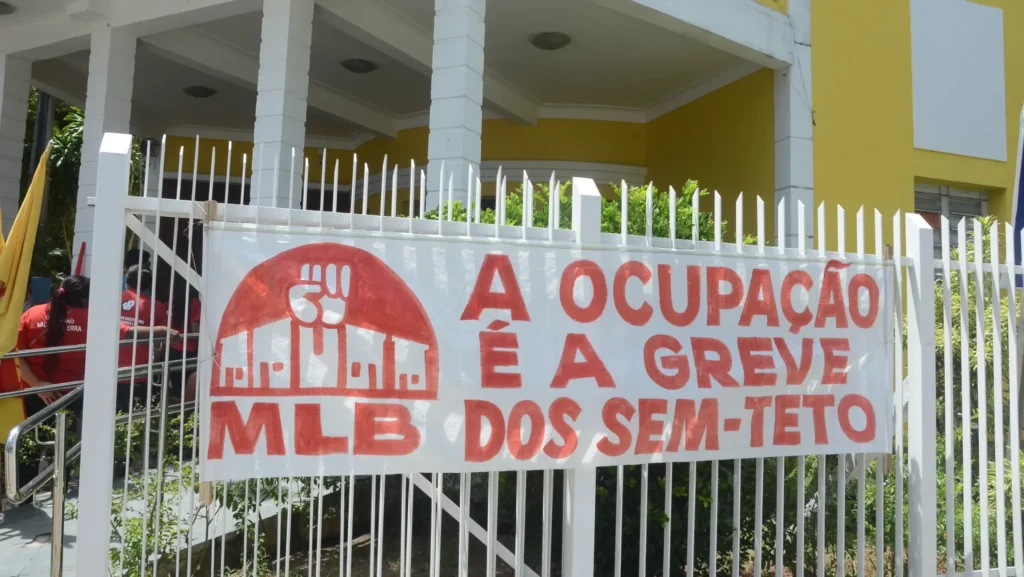 A OCUPAÇÃO
É A GREVE
DOS SEM-TETO
MLB